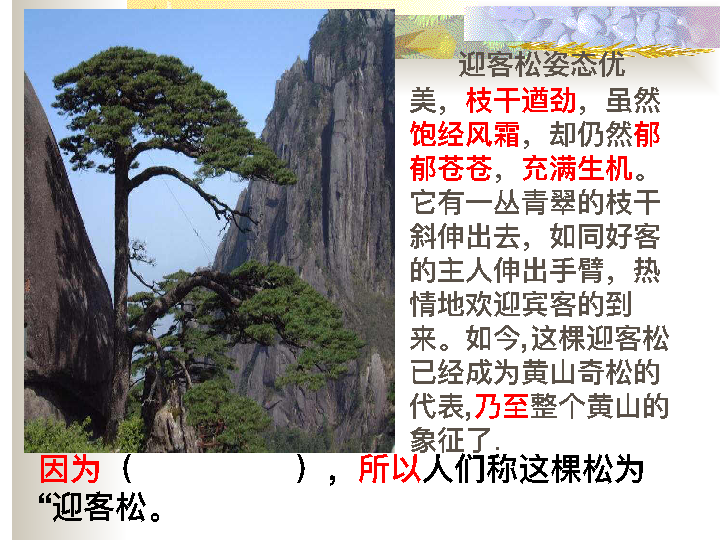 迎客松姿态优
美，枝干遒劲，虽然
饱经风霜，却仍然郁
郁苍苍，充满生机。
它有一丛青翠的枝干
斜伸出去，如同好客
的主人伸出手臂，热
情地欢迎宾客的到
来。如今,这棵迎客松
已经成为黄山奇松的
代表,乃至整个黄山的
象征了.
因为（　　　　　），所以人们称这棵松为
“迎客松。